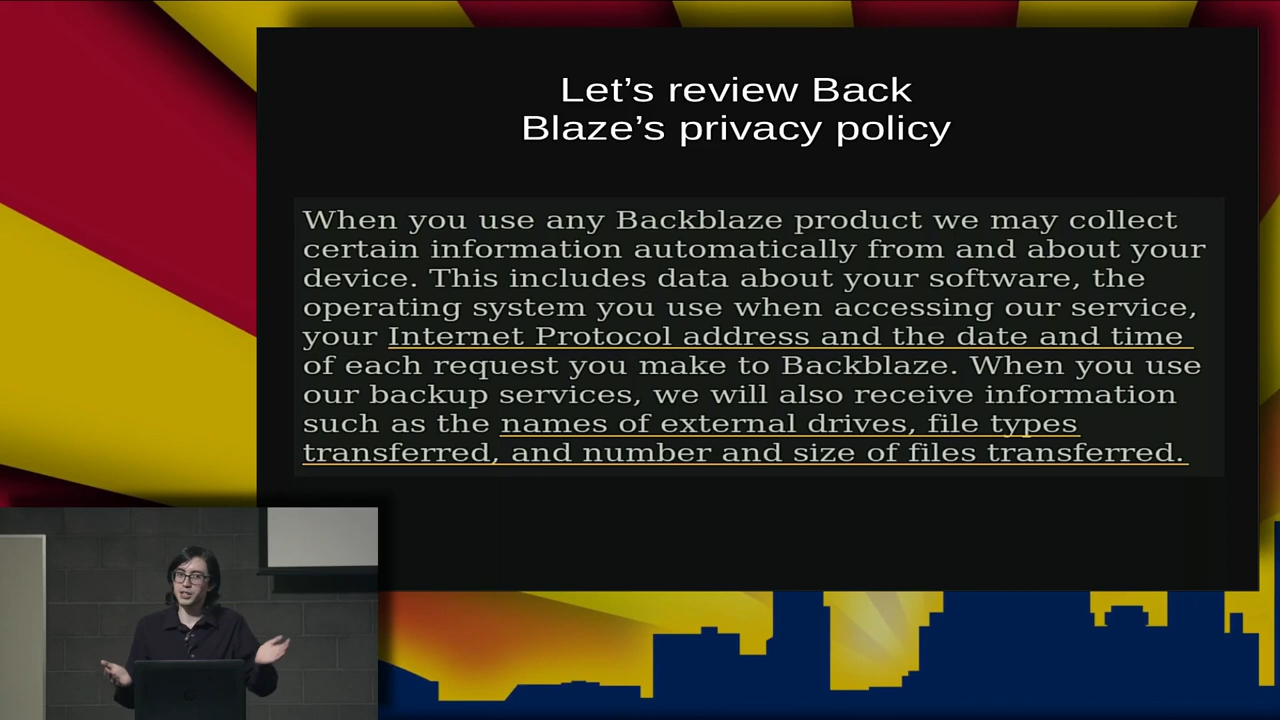 Let’s review Back
Blaze’s privacy policy
When you use any Backblaze product we may collect
certain information automatically from and about your
device. This includes data about your software, the
operating system you use when accessing our service,
your Internet Protocol address and the date and time
of each request you make to Backblaze. When you use
our backup services, we will also receive information
such as the names of external drives, file types
transferred, and number and size of files transferred.